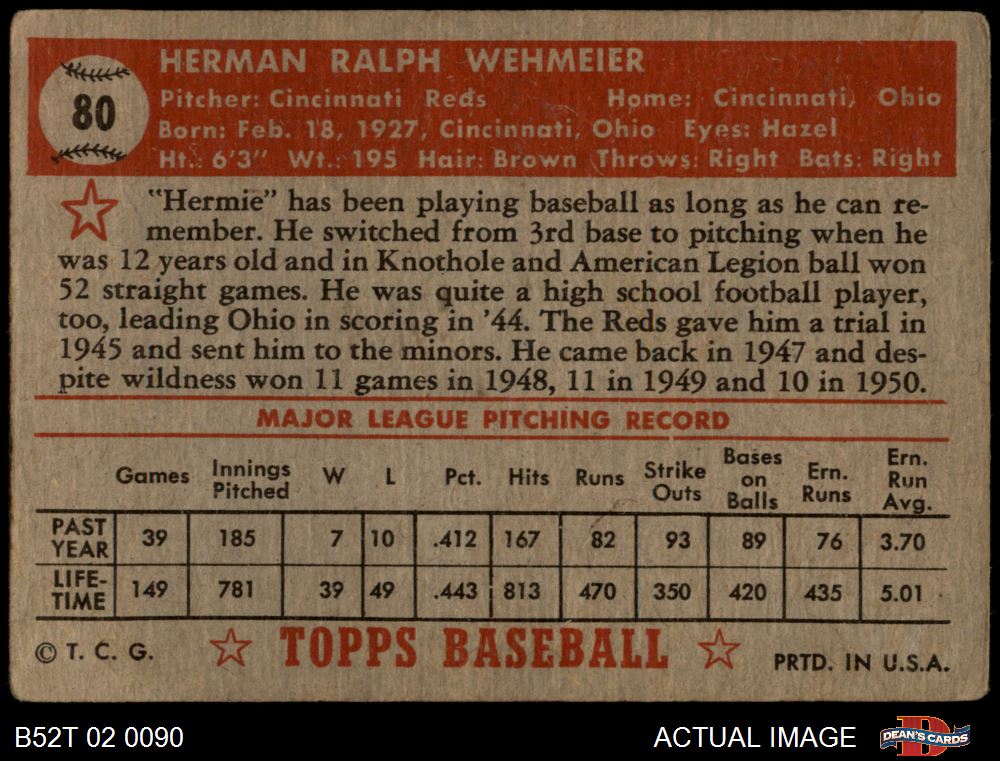 80
HERMAN RALPH WEHMEIER
Pitcher: Cincinnati Reds Home: Cincinnati, Ohio
Born: Feb. 18, 1927, Cincinnati, Ohio Eyes: Hazel
Ht.: 6'3" Wt.: 195 Hair: Brown Throws: Right Bats: Right
"Hermie" has been playing baseball as long as he can re-
member. He switched from 3rd base to pitching when he
was 12 years old and in Knothole and American Legion ball won
52 straight games. He was quite a high school football player,
too, leading Ohio in scoring in '44. The Reds gave him a trial in
1945 and sent him to the minors. He came back in 1947 and des-
pite wildness won 11 games in 1948, 11 in 1949 and 10 in 1950.
MAJOR LEAGUE PITCHING RECORD
Games Innings Pitched W L Pct. Hits Runs Strike Outs Bases on Balls Ern. Runs Ern. Run Avg.
PAST YEAR 39 185 7 10 .412 167 82 93 89 76 3.70
LIFE-TIME 149 781 39 49 .443 813 470 350 420 435 5.01
© T. C. G. TOPPS BASEBALL PRTD. IN U.S.A.
B52T 02 0090 ACTUAL IMAGE DEAN'S CARDS